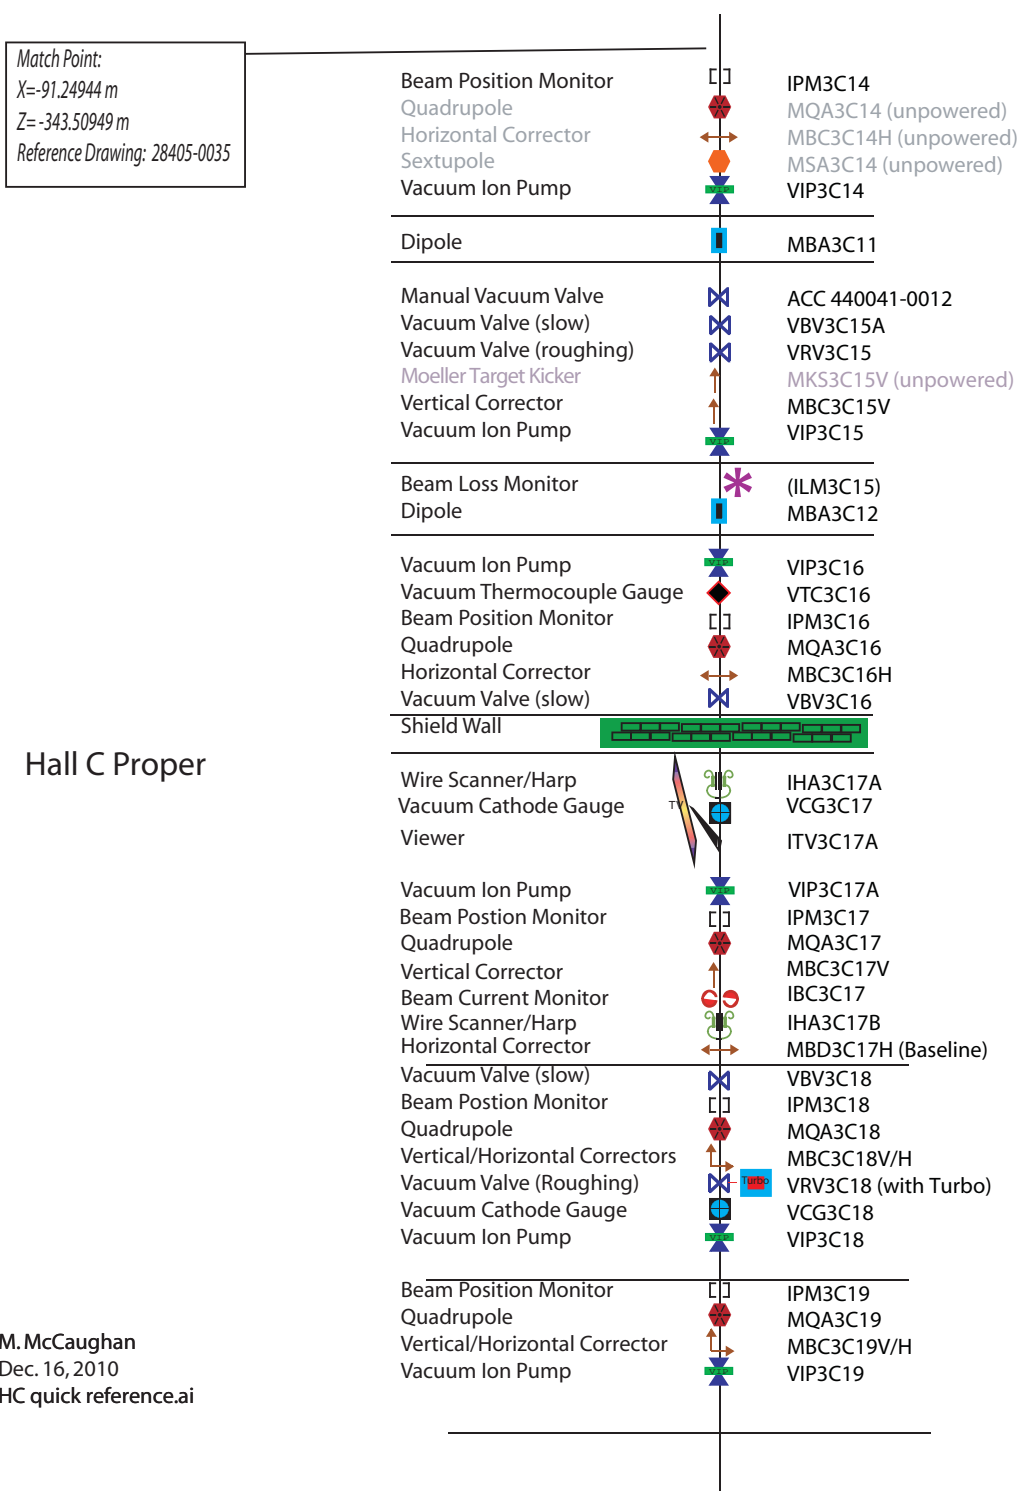 Match Point:
X=-91.24944 m
Z= -343.50949 m
Reference Drawing: 28405-0035
Beam Position Monitor IPM3C14
Quadrupole MQA3C14 (unpowered)
Horizontal Corrector MBC3C14H (unpowered)
Sextupole MSA3C14 (unpowered)
Vacuum Ion Pump VIP VIP3C14
Dipole MBA3C11
Manual Vacuum Valve ACC 440041-0012
Vacuum Valve (slow) VBV3C15A
Vacuum Valve (roughing) VRV3C15
Moeller Target Kicker MKS3C15V (unpowered)
Vertical Corrector MBC3C15V
Vacuum Ion Pump VIP VIP3C15
Beam Loss Monitor (ILM3C15)
Dipole MBA3C12
Vacuum Ion Pump VIP VIP3C16
Vacuum Thermocouple Gauge VTC3C16
Beam Position Monitor IPM3C16
Quadrupole MQA3C16
Horizontal Corrector MBC3C16H
Vacuum Valve (slow) VBV3C16
Shield Wall
Hall C Proper
Wire Scanner/Harp IHA3C17A
Vacuum Cathode Gauge TV VCG3C17
Viewer ITV3C17A
Vacuum Ion Pump VIP VIP3C17A
Beam Postion Monitor IPM3C17
Quadrupole MQA3C17
Vertical Corrector MBC3C17V
Beam Current Monitor IBC3C17
Wire Scanner/Harp IHA3C17B
Horizontal Corrector MBD3C17H (Baseline)
Vacuum Valve (slow) VBV3C18
Beam Postion Monitor IPM3C18
Quadrupole MQA3C18
Vertical/Horizontal Correctors MBC3C18V/H
Vacuum Valve (Roughing) Turbo VRV3C18 (with Turbo)
Vacuum Cathode Gauge VCG3C18
Vacuum Ion Pump VIP VIP3C18
Beam Position Monitor IPM3C19
Quadrupole MQA3C19
Vertical/Horizontal Corrector MBC3C19V/H
Vacuum Ion Pump VIP VIP3C19
M. McCaughan
Dec. 16, 2010
HC quick reference.ai